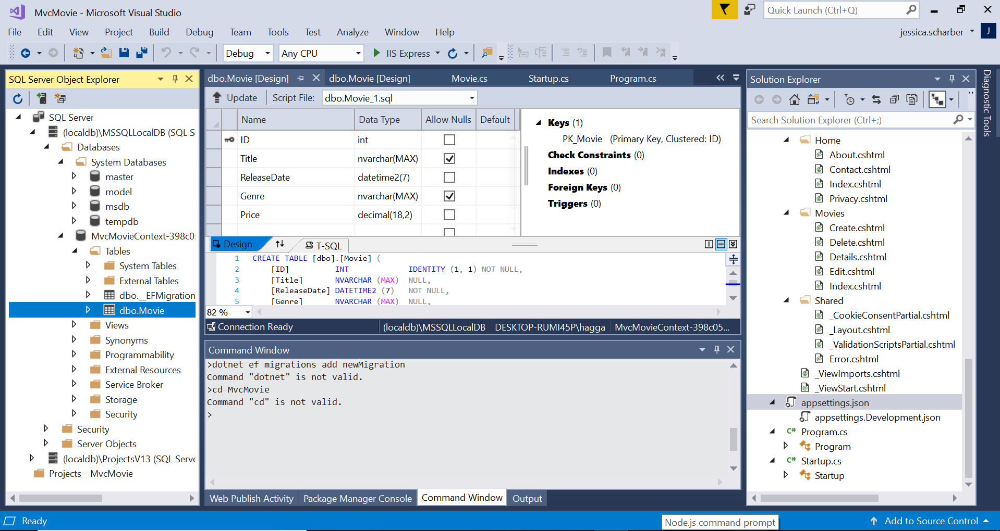 MvcMovie - Microsoft Visual Studio
Quick Launch (Ctrl+Q)
File Edit View Project Build Debug Team Tools Test Analyze Window Help
jessica.scharber J
Debug Any CPU IIS Express
SQL Server Object Explorer
SQL Server
(localdb)\MSSQLLocalDB (SQL S
Databases
System Databases
master
model
msdb
tempdb
MvcMovieContext-398c0
Tables
System Tables
External Tables
dbo.__EFMigration
dbo.Movie
Views
Synonyms
Programmability
External Resources
Service Broker
Storage
Security
Security
Server Objects
(localdb)\ProjectsV13 (SQL Serve
Projects - MvcMovie
dbo.Movie [Design] dbo.Movie [Design] Movie.cs Startup.cs Program.cs
Update Script File: dbo.Movie_1.sql
Name Data Type Allow Nulls Default
ID int
Title nvarchar(MAX)
ReleaseDate datetime2(7)
Genre nvarchar(MAX)
Price decimal(18,2)
Keys (1)
PK_Movie (Primary Key, Clustered: ID)
Check Constraints (0)
Indexes (0)
Foreign Keys (0)
Triggers (0)
Design T-SQL
1 CREATE TABLE [dbo].[Movie] (
2 [ID] INT IDENTITY (1, 1) NOT NULL,
3 [Title] NVARCHAR (MAX) NULL,
4 [ReleaseDate] DATETIME2 (7) NOT NULL,
5 [Genre] NVARCHAR (MAX) NULL,
82 %
Connection Ready (localdb)\MSSQLLocalDB DESKTOP-RUMI45P\hagga MvcMovieContext-398c05...
Command Window
>dotnet ef migrations add newMigration
Command "dotnet" is not valid.
>cd MvcMovie
Command "cd" is not valid.
>
Web Publish Activity Package Manager Console Command Window Output
Solution Explorer
Search Solution Explorer (Ctrl+;)
Home
About.cshtml
Contact.cshtml
Index.cshtml
Privacy.cshtml
Movies
Create.cshtml
Delete.cshtml
Details.cshtml
Edit.cshtml
Index.cshtml
Shared
_CookieConsentPartial.cshtml
_Layout.cshtml
_ValidationScriptsPartial.cshtml
Error.cshtml
_ViewImports.cshtml
_ViewStart.cshtml
appsettings.json
appsettings.Development.json
C# Program.cs
Program
C# Startup.cs
Startup
Diagnostic Tools
Ready
Node.js command prompt
Add to Source Control